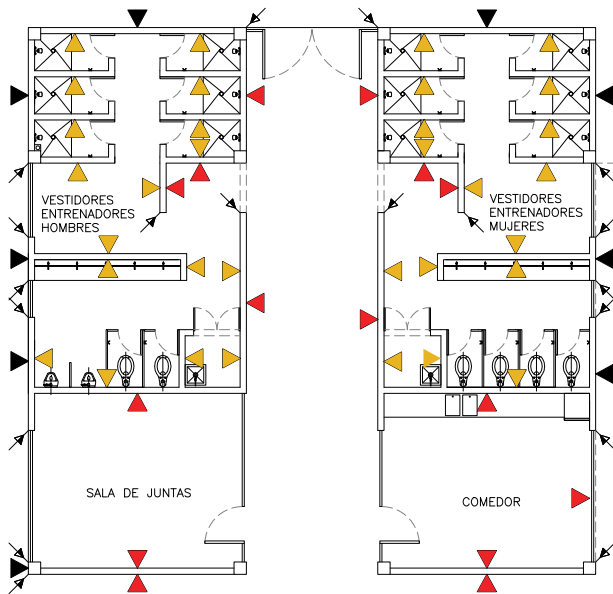 VESTIDORES
ENTRENADORES
HOMBRES
VESTIDORES
ENTRENADORES
MUJERES
SALA DE JUNTAS
COMEDOR